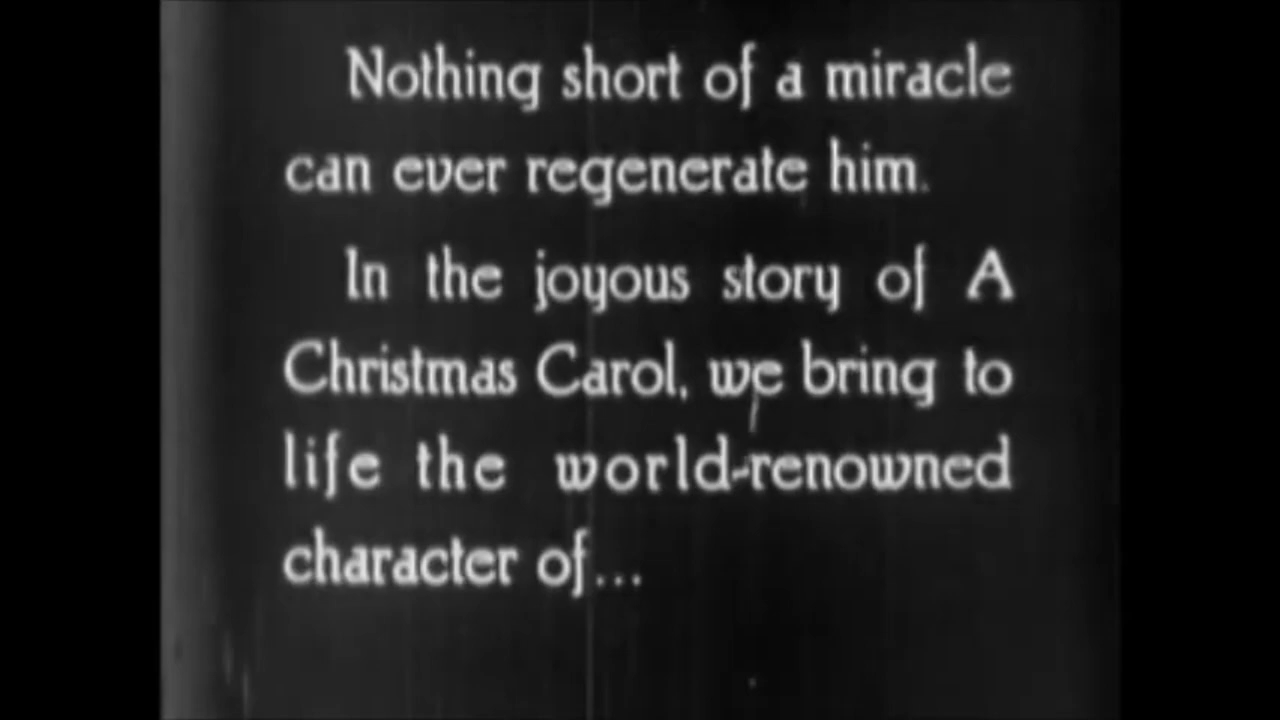 Nothing short of a miracle
can ever regenerate him.
In the joyous story of A
Christmas Carol, we bring to
life the world-renowned
character of...